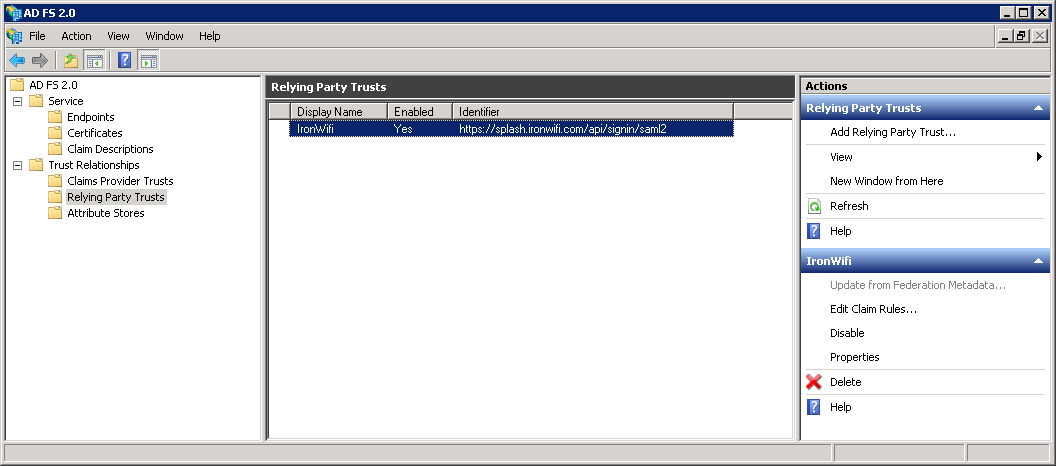 AD FS 2.0
File Action View Window Help
AD FS 2.0
Service
Endpoints
Certificates
Claim Descriptions
Trust Relationships
Claims Provider Trusts
Relying Party Trusts
Attribute Stores
Relying Party Trusts
Display Name Enabled Identifier
IronWifi Yes https://splash.ironwifi.com/api/signin/saml2
Actions
Relying Party Trusts
Add Relying Party Trust...
View
New Window from Here
Refresh
Help
IronWifi
Update from Federation Metadata...
Edit Claim Rules...
Disable
Properties
Delete
Help